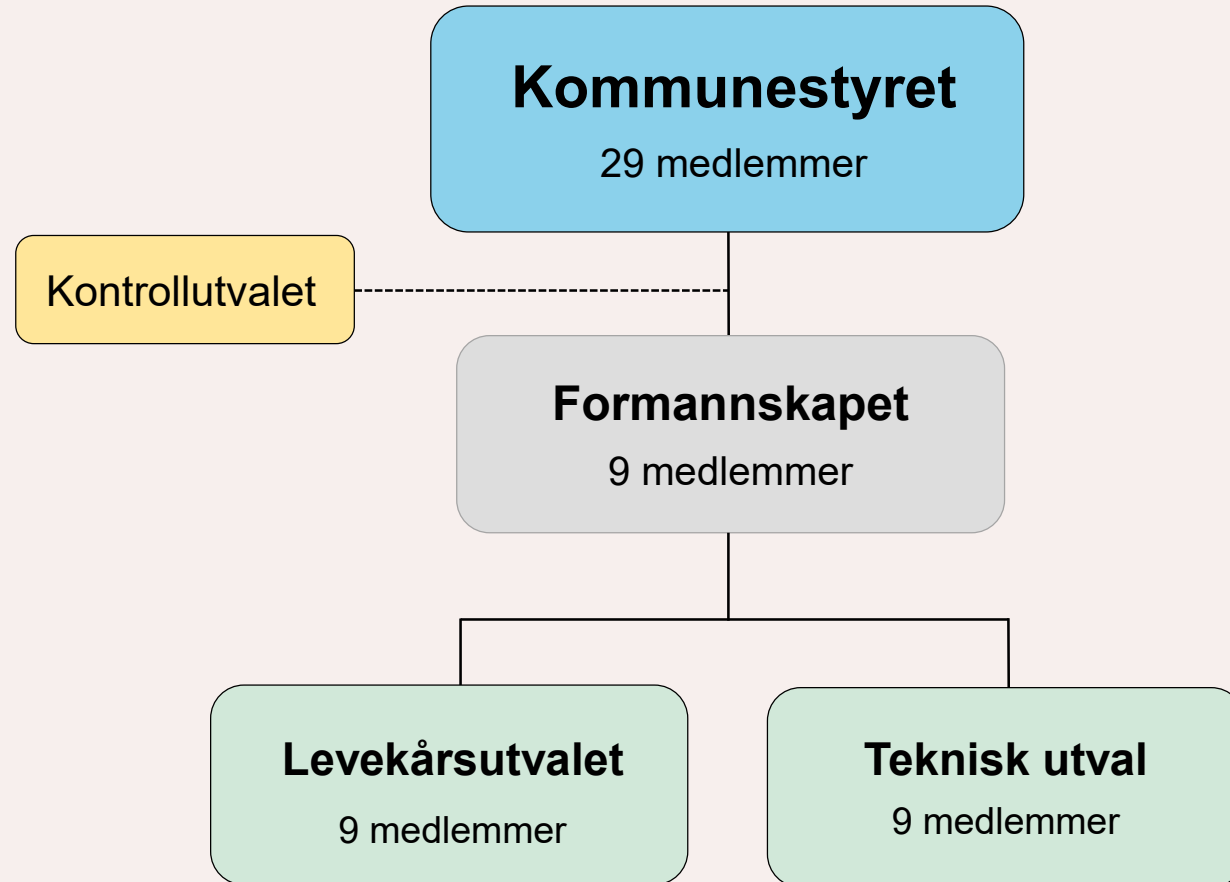 Kommunestyret
29 medlemmer
Kontrollutvalet
Formannskapet
9 medlemmer
Levekårsutvalet
9 medlemmer
Teknisk utval
9 medlemmer